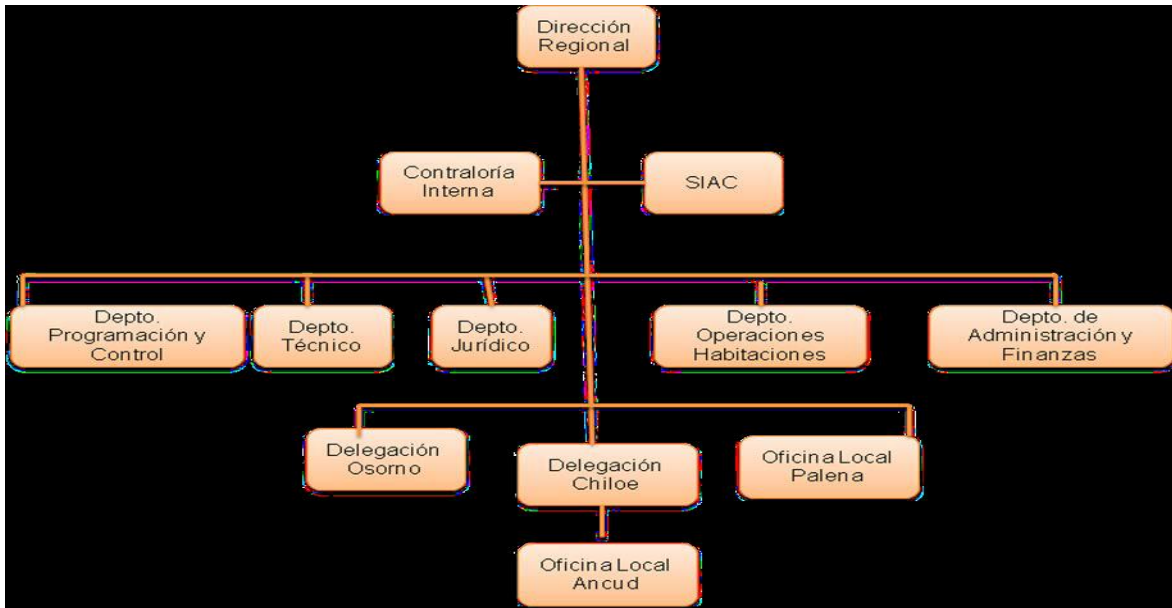 Dirección
Regional
Contraloría
Interna
SIAC
Depto.
Programación y
Control
Depto.
Técnico
Depto.
Jurídico
Depto.
Operaciones
Habitaciones
Depto. de
Administración y
Finanzas
Delegación
Osorno
Delegación
Chiloe
Oficina Local
Palena
Oficina Local
Ancud